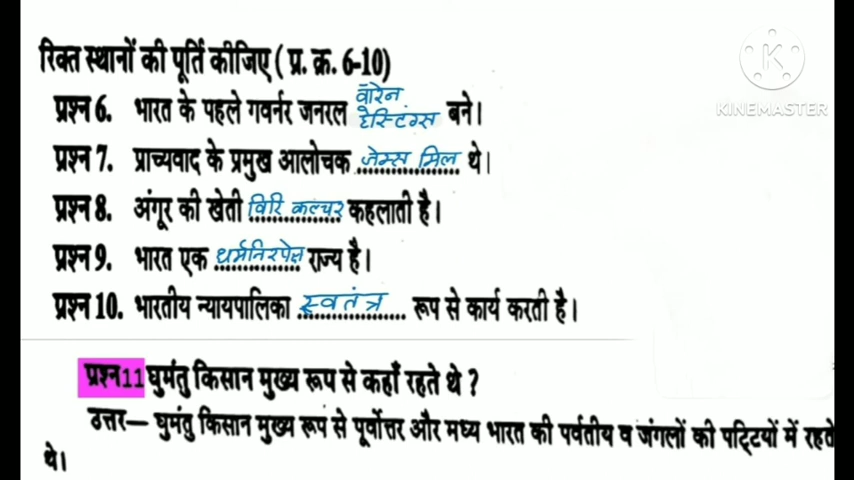 रिक्त स्थानों की पूर्ति कीजिए ( प्र. क्र. 6-10)
KINEMASTER
प्रश्न 6. भारत के पहले गवर्नर जनरल वॉरेन हेस्टिंग्स बने।
प्रश्न 7. प्राच्यवाद के प्रमुख आलोचक जेम्स मिल थे।
प्रश्न 8. अंगूर की खेती विटि कल्चर कहलाती है।
प्रश्न 9. भारत एक धर्मनिरपेक्ष राज्य है।
प्रश्न 10. भारतीय न्यायपालिका स्वतंत्र रूप से कार्य करती है।
प्रश्न11 घुमंतु किसान मुख्य रूप से कहाँ रहते थे ?
उत्तर— घुमंतु किसान मुख्य रूप से पूर्वोत्तर और मध्य भारत की पर्वतीय व जंगलों की पट्टियों में रहते
थे।